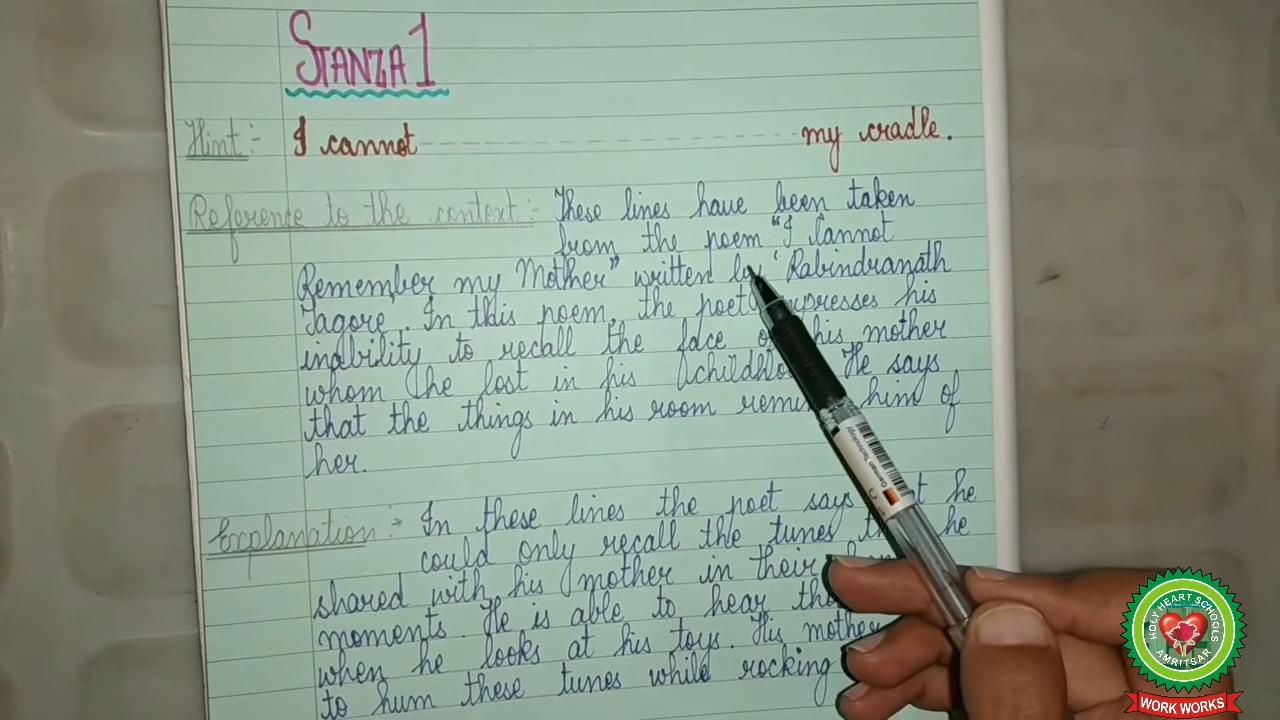 STANZA 1
Hint:- I cannot ---------- my cradle.
Reference to the context:- These lines have been taken
from the poem "I Cannot
Remember my Mother" written by 'Rabindranath
Tagore. In this poem, the poet expresses his
inability to recall the face of his mother
whom he lost in his childhood. He says
that the things in his room remind him of
her.
Explanation:- In these lines the poet says that he
could only recall the tunes that he
shared with his mother in their
moments. He is able to hear
when he looks at his toys. His mother
to hum these tunes while rocking
German Technology
HOLY HEART SCHOOLS
AMRITSAR
WORK WORKS